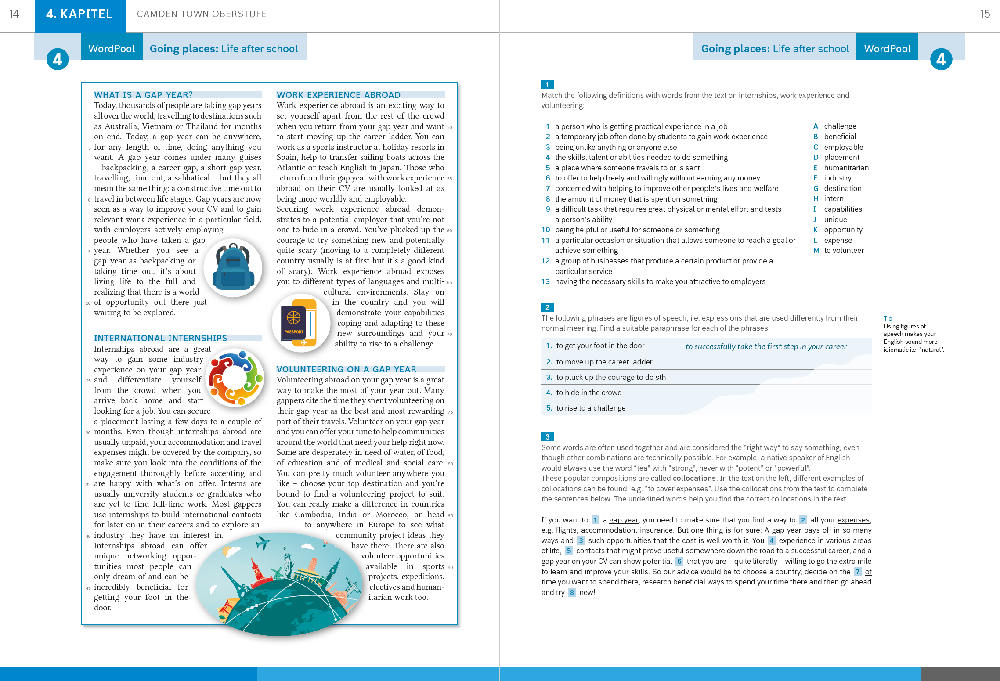 14
4. KAPITEL
CAMDEN TOWN OBERSTUFE
4
WordPool
Going places: Life after school
WHAT IS A GAP YEAR?
Today, thousands of people are taking gap years
all over the world, travelling to destinations such
as Australia, Vietnam or Thailand for months
on end. Today, a gap year can be anywhere,
5 for any length of time, doing anything you
want. A gap year comes under many guises
– backpacking, a career gap, a short gap year,
travelling, time out, a sabbatical – but they all
mean the same thing: a constructive time out to
10 travel in between life stages. Gap years are now
seen as a way to improve your CV and to gain
relevant work experience in a particular field,
with employers actively employing
people who have taken a gap
15 year. Whether you see a
gap year as backpacking or
taking time out, it's about
living life to the full and
realizing that there is a world
20 of opportunity out there just
waiting to be explored.
INTERNATIONAL INTERNSHIPS
Internships abroad are a great
way to gain some industry
experience on your gap year
25 and differentiate yourself
from the crowd when you
arrive back home and start
looking for a job. You can secure
a placement lasting a few days to a couple of
30 months. Even though internships abroad are
usually unpaid, your accommodation and travel
expenses might be covered by the company, so
make sure you look into the conditions of the
engagement thoroughly before accepting and
35 are happy with what's on offer. Interns are
usually university students or graduates who
are yet to find full-time work. Most gappers
use internships to build international contacts
for later on in their careers and to explore an
40 industry they have an interest in.
Internships abroad can offer
unique networking oppor-
tunities most people can
only dream of and can be
45 incredibly beneficial for
getting your foot in the
door.
WORK EXPERIENCE ABROAD
Work experience abroad is an exciting way to
set yourself apart from the rest of the crowd
when you return from your gap year and want 50
to start moving up the career ladder. You can
work as a sports instructor at holiday resorts in
Spain, help to transfer sailing boats across the
Atlantic or teach English in Japan. Those who
return from their gap year with work experience 55
abroad on their CV are usually looked at as
being more worldly and employable.
Securing work experience abroad demon-
strates to a potential employer that you're not
one to hide in a crowd. You've plucked up the 60
courage to try something new and potentially
quite scary (moving to a completely different
country usually is at first but it's a good kind
of scary). Work experience abroad exposes
you to different types of languages and multi- 65
cultural environments. Stay on
in the country and you will
demonstrate your capabilities
coping and adapting to these
new surroundings and your 70
ability to rise to a challenge.
PASSPORT
VOLUNTEERING ON A GAP YEAR
Volunteering abroad on your gap year is a great
way to make the most of your year out. Many
gappers cite the time they spent volunteering on
their gap year as the best and most rewarding 75
part of their travels. Volunteer on your gap year
and you can offer your time to help communities
around the world that need your help right now.
Some are desperately in need of water, of food,
of education and of medical and social care. 80
You can pretty much volunteer anywhere you
like – choose your top destination and you're
bound to find a volunteering project to suit.
You can really make a difference in countries
like Cambodia, India or Morocco, or head 85
to anywhere in Europe to see what
community project ideas they
have there. There are also
volunteer opportunities
available in sports 90
projects, expeditions,
electives and human-
itarian work too.
15
Going places: Life after school
WordPool
4
1
Match the following definitions with words from the text on internships, work experience and
volunteering:
1 a person who is getting practical experience in a job
2 a temporary job often done by students to gain work experience
3 being unlike anything or anyone else
4 the skills, talent or abilities needed to do something
5 a place where someone travels to or is sent
6 to offer to help freely and willingly without earning any money
7 concerned with helping to improve other people's lives and welfare
8 the amount of money that is spent on something
9 a difficult task that requires great physical or mental effort and tests
a person's ability
10 being helpful or useful for someone or something
11 a particular occasion or situation that allows someone to reach a goal or
achieve something
12 a group of businesses that produce a certain product or provide a
particular service
13 having the necessary skills to make you attractive to employers
A challenge
B beneficial
C employable
D placement
E humanitarian
F industry
G destination
H intern
I capabilities
J unique
K opportunity
L expense
M to volunteer
2
The following phrases are figures of speech, i.e. expressions that are used differently from their
normal meaning. Find a suitable paraphrase for each of the phrases.
1. to get your foot in the door to successfully take the first step in your career
2. to move up the career ladder
3. to pluck up the courage to do sth
4. to hide in the crowd
5. to rise to a challenge
Tip
Using figures of
speech makes your
English sound more
idiomatic i.e. “natural”.
3
Some words are often used together and are considered the “right way” to say something, even
though other combinations are technically possible. For example, a native speaker of English
would always use the word “tea” with “strong”, never with “potent” or “powerful”.
These popular compositions are called collocations. In the text on the left, different examples of
collocations can be found, e.g. “to cover expenses”. Use the collocations from the text to complete
the sentences below. The underlined words help you find the correct collocations in the text.
If you want to 1 a gap year, you need to make sure that you find a way to 2 all your expenses,
e.g. flights, accommodation, insurance. But one thing is for sure: A gap year pays off in so many
ways and 3 such opportunities that the cost is well worth it. You 4 experience in various areas
of life, 5 contacts that might prove useful somewhere down the road to a successful career, and a
gap year on your CV can show potential 6 that you are – quite literally – willing to go the extra mile
to learn and improve your skills. So our advice would be to choose a country, decide on the 7 of
time you want to spend there, research beneficial ways to spend your time there and then go ahead
and try 8 new!